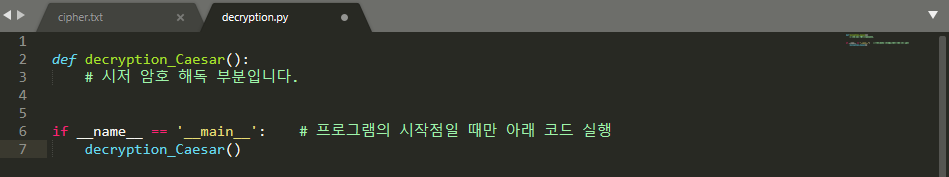 cipher.txt × decryption.py
1
2 def decryption_Caesar():
3 # 시저 암호 해독 부분입니다.
4
5
6 if __name__ == '__main__': # 프로그램의 시작점일 때만 아래 코드 실행
7 decryption_Caesar()